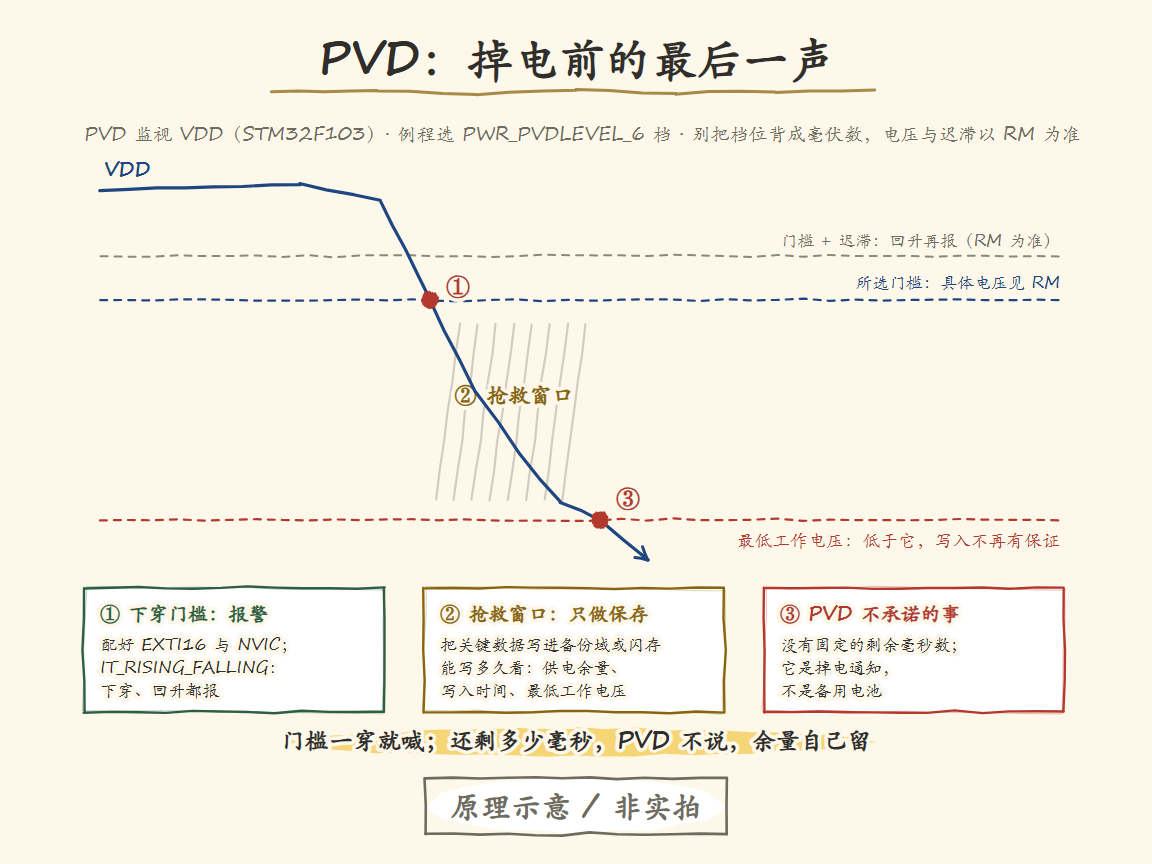 PVD：掉电前的最后一声
PVD 监视 VDD（STM32F103）· 例程选 PWR_PVDLEVEL_6 档 · 别把档位背成毫伏数，电压与迟滞以 RM 为准
VDD
门槛 + 迟滞：回升再报（RM 为准）
所选门槛：具体电压见 RM
①
② 抢救窗口
③
最低工作电压：低于它，写入不再有保证
① 下穿门槛：报警
配好 EXTI16 与 NVIC；
IT_RISING_FALLING：
下穿、回升都报
② 抢救窗口：只做保存
把关键数据写进备份域或闪存
能写多久看：供电余量、
写入时间、最低工作电压
③ PVD 不承诺的事
没有固定的剩余毫秒数；
它是掉电通知，
不是备用电池
门槛一穿就喊；还剩多少毫秒，PVD 不说，余量自己留
原理示意 / 非实拍